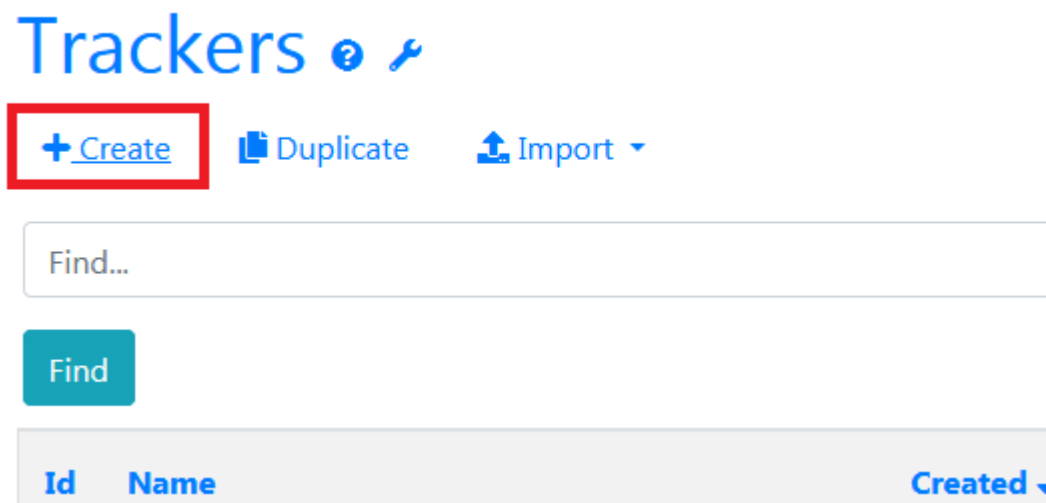 Trackers
Create Duplicate Import
Find...
Find
Id Name Created